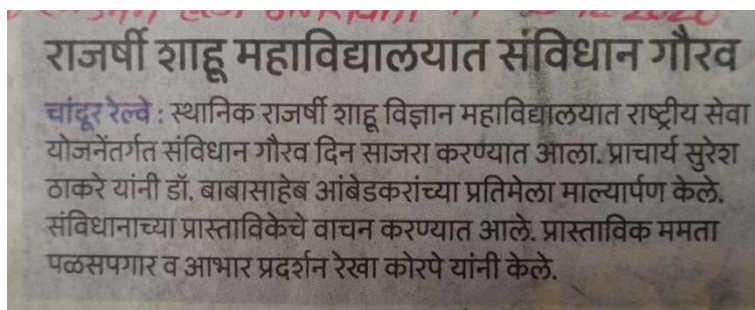 राजर्षी शाहू महाविद्यालयात संविधान गौरव
चांदूर रेल्वे : स्थानिक राजर्षी शाहू विज्ञान महाविद्यालयात राष्ट्रीय सेवा
योजनेंतर्गत संविधान गौरव दिन साजरा करण्यात आला. प्राचार्य सुरेश
ठाकरे यांनी डॉ. बाबासाहेब आंबेडकरांच्या प्रतिमेला माल्यार्पण केले.
संविधानाच्या प्रास्ताविकेचे वाचन करण्यात आले. प्रास्ताविक ममता
पळसपगार व आभार प्रदर्शन रेखा कोरपे यांनी केले.